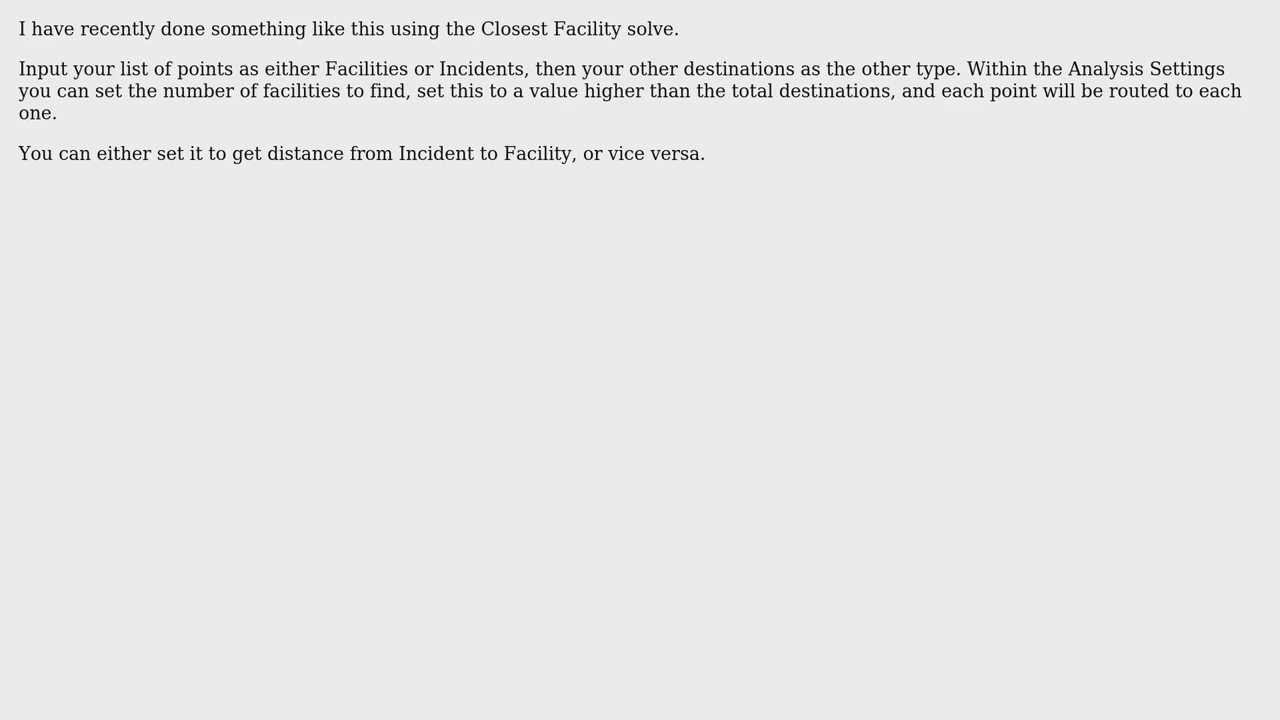 I have recently done something like this using the Closest Facility solve.
Input your list of points as either Facilities or Incidents, then your other destinations as the other type. Within the Analysis Settings
you can set the number of facilities to find, set this to a value higher than the total destinations, and each point will be routed to each
one.
You can either set it to get distance from Incident to Facility, or vice versa.